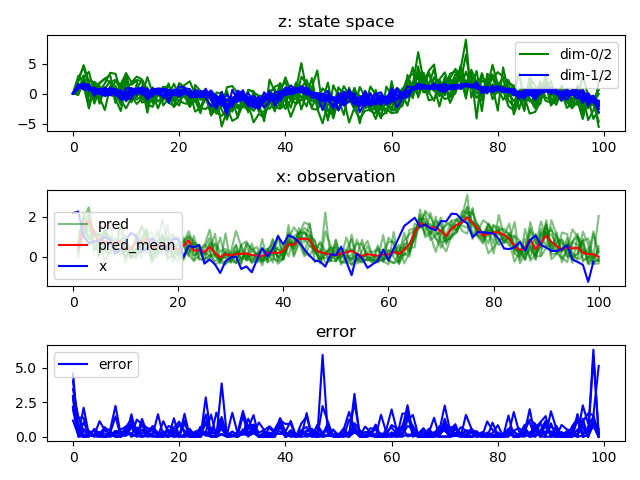 z: state space
5
0
−5
dim-0/2
dim-1/2
0 20 40 60 80 100
x: observation
2
0
pred
pred_mean
x
0 20 40 60 80 100
error
5.0
2.5
0.0
error
0 20 40 60 80 100